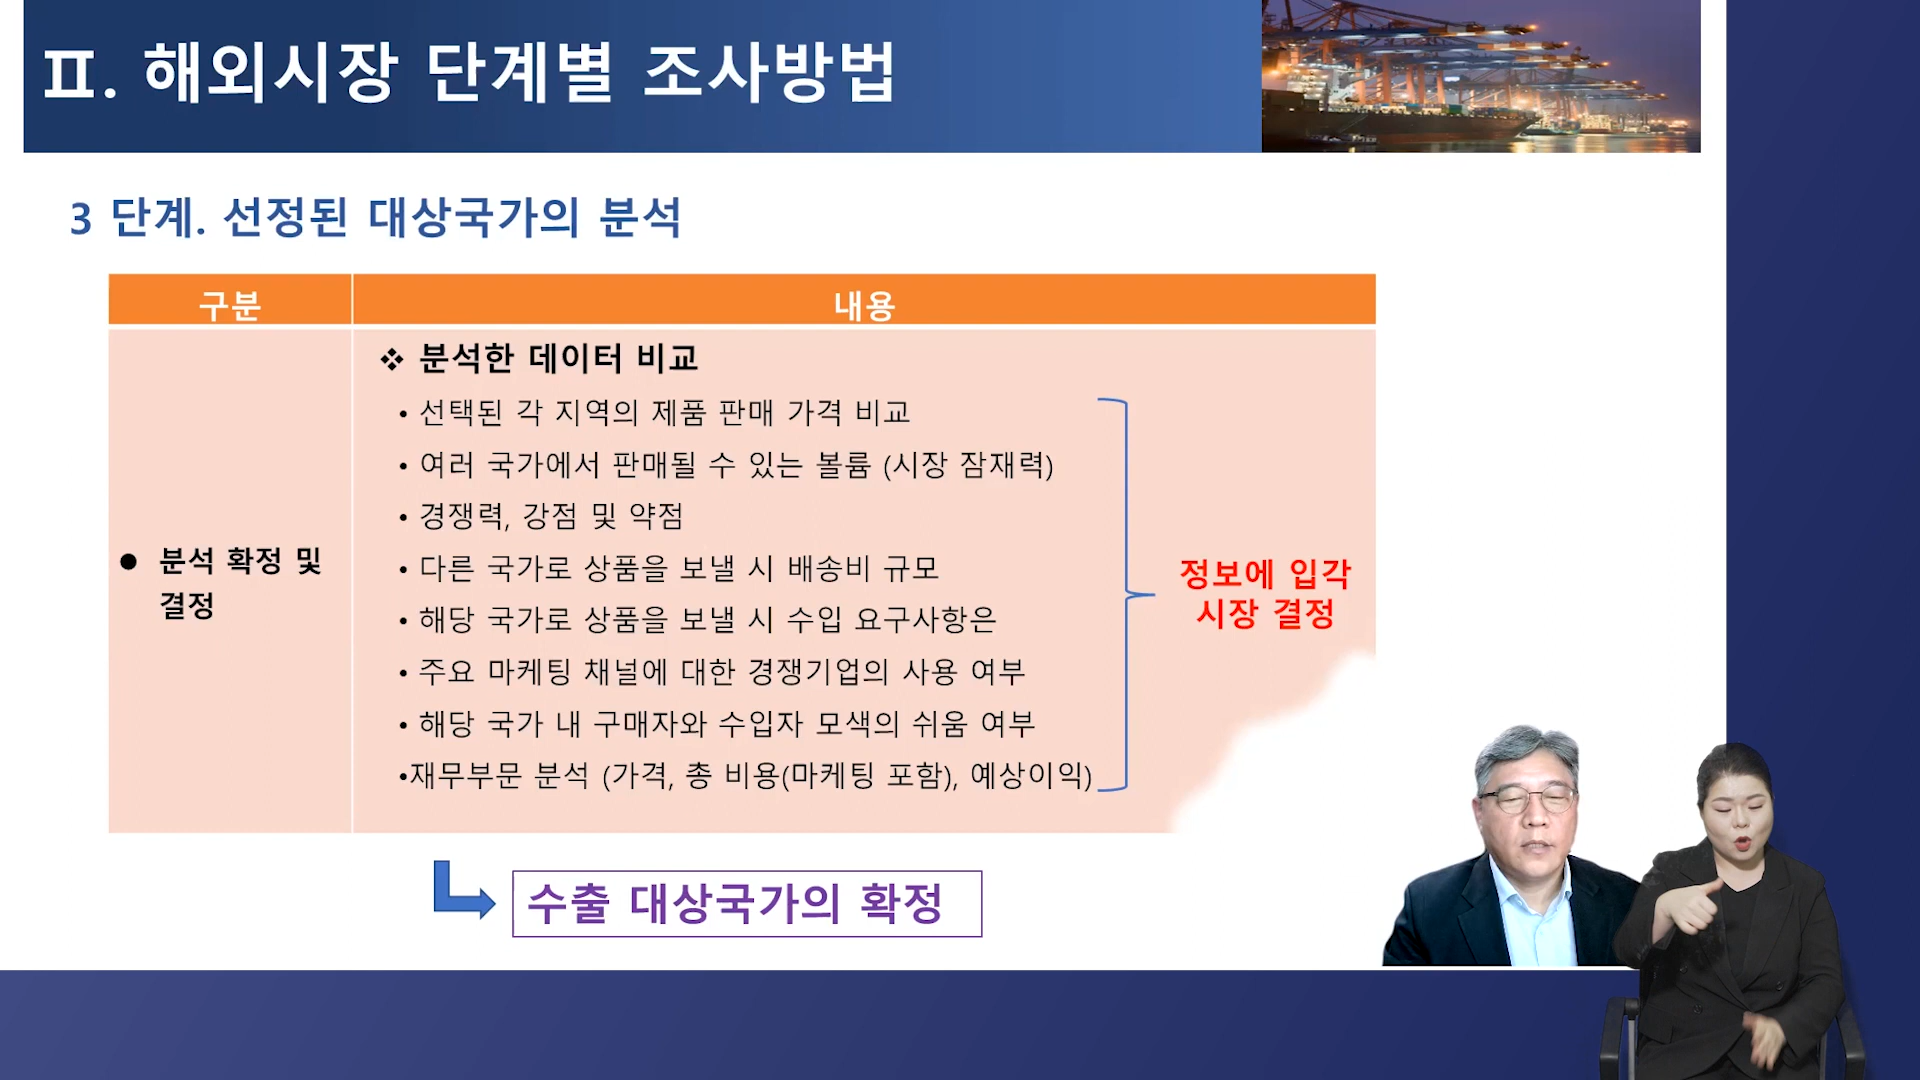 Ⅱ. 해외시장 단계별 조사방법
3 단계. 선정된 대상국가의 분석
구분
내용
● 분석 확정 및
결정
❖ 분석한 데이터 비교
• 선택된 각 지역의 제품 판매 가격 비교
• 여러 국가에서 판매될 수 있는 볼륨 (시장 잠재력)
• 경쟁력, 강점 및 약점
• 다른 국가로 상품을 보낼 시 배송비 규모
• 해당 국가로 상품을 보낼 시 수입 요구사항은
• 주요 마케팅 채널에 대한 경쟁기업의 사용 여부
• 해당 국가 내 구매자와 수입자 모색의 쉬움 여부
•재무부문 분석 (가격, 총 비용(마케팅 포함), 예상이익)
정보에 입각
시장 결정
수출 대상국가의 확정